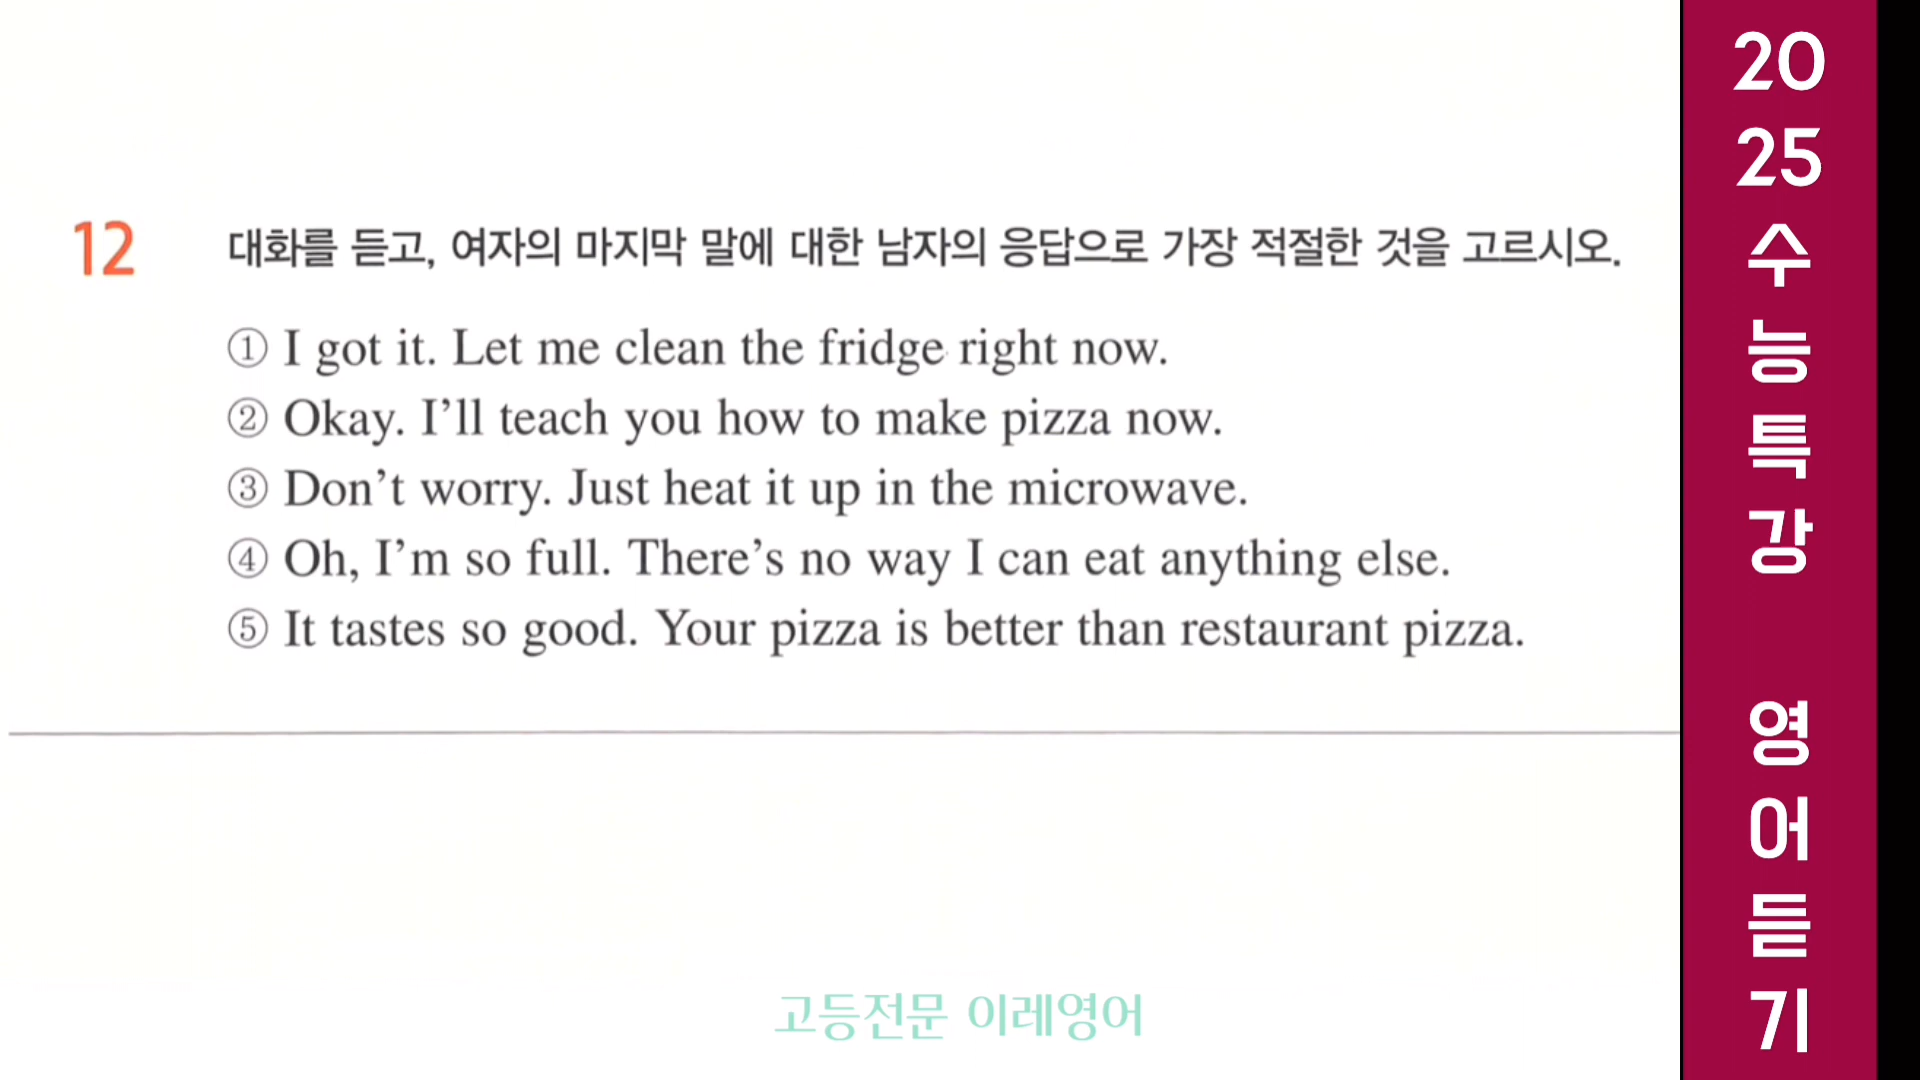 12 대화를 듣고, 여자의 마지막 말에 대한 남자의 응답으로 가장 적절한 것을 고르시오.
① I got it. Let me clean the fridge right now.
② Okay. I’ll teach you how to make pizza now.
③ Don’t worry. Just heat it up in the microwave.
④ Oh, I’m so full. There’s no way I can eat anything else.
⑤ It tastes so good. Your pizza is better than restaurant pizza.
고등전문 이레영어
20
25
수
능
특
강
영
어
듣
기